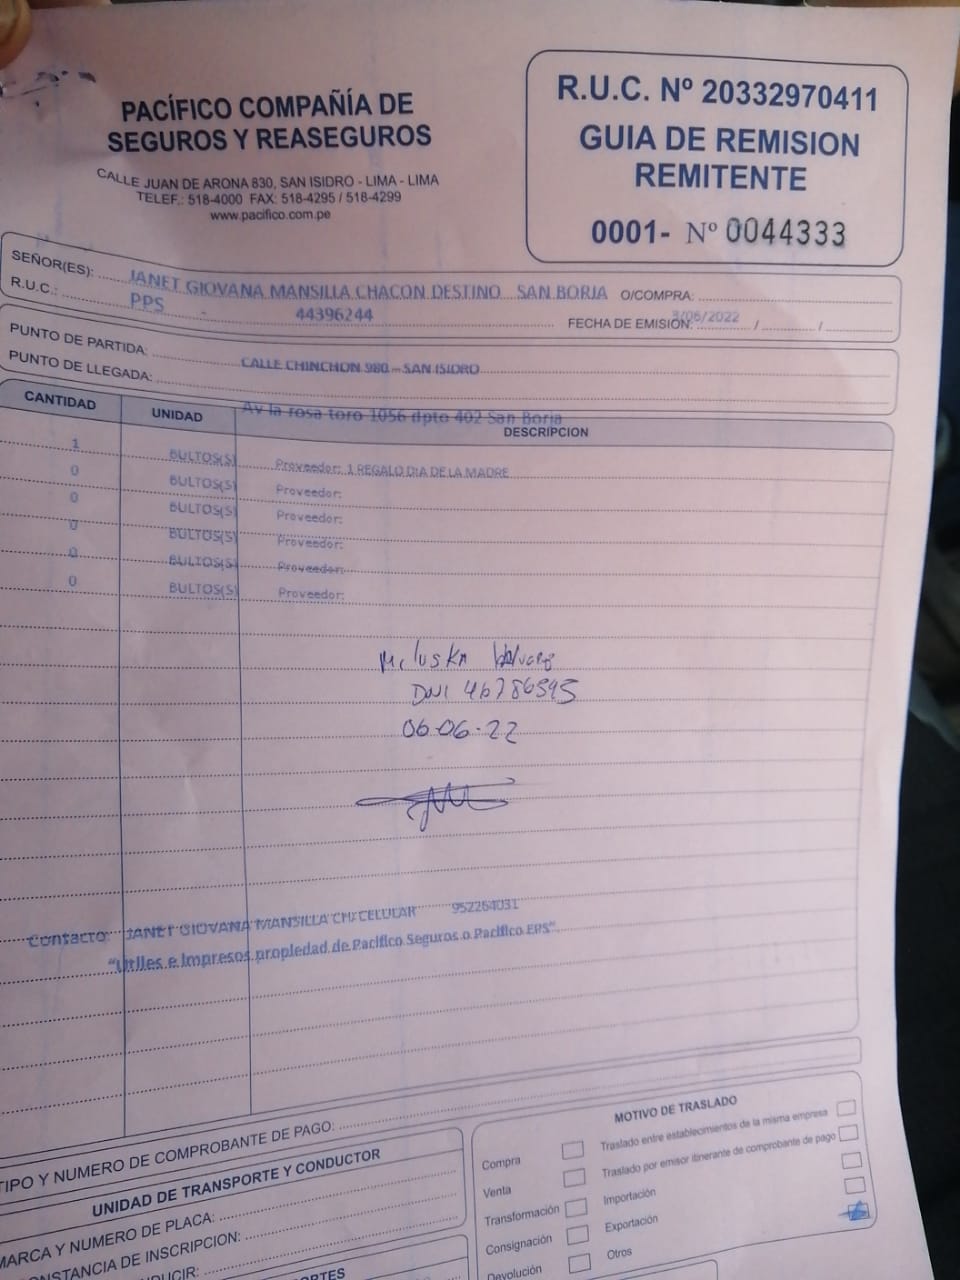 PACÍFICO COMPAÑÍA DE
SEGUROS Y REASEGUROS
CALLE JUAN DE ARONA 830, SAN ISIDRO - LIMA - LIMA
TELEF.: 518-4000 FAX: 518-4295 / 518-4299
www.pacifico.com.pe
R.U.C. Nº 20332970411
GUIA DE REMISION
REMITENTE
0001- Nº 0044333
SEÑOR(ES): JANET GIOVANA MANSILLA CHACON DESTINO SAN BORJA O/COMPRA:
R.U.C.: PPS - 44396244 FECHA DE EMISIÓN: 3/06/2022 / /
PUNTO DE PARTIDA: CALLE CHINCHON 980 - SAN ISIDRO
PUNTO DE LLEGADA: Av la rosa toro 1056 dpto 402 San Borja
CANTIDAD UNIDAD DESCRIPCION
1 BULTOS(S) Proveedor: 1 REGALO DIA DE LA MADRE
0 BULTOS(S) Proveedor:
0 BULTOS(S) Proveedor:
0 BULTOS(S) Proveedor:
0 BULTOS(S) Proveedor:
0 BULTOS(S) Proveedor:
DNI 46786595
06-06-22
Contacto: JANET GIOVANA MANSILLA CH CELULAR 952264031
"Utiles e Impresos propiedad de Pacifico Seguros o Pacifico EPS"
TIPO Y NUMERO DE COMPROBANTE DE PAGO:
UNIDAD DE TRANSPORTE Y CONDUCTOR
MARCA Y NUMERO DE PLACA:
CONSTANCIA DE INSCRIPCION:
MOTIVO DE TRASLADO
Compra
Venta
Transformación
Consignación
Devolución
Traslado entre establecimientos de la misma empresa
Traslado por emisor itinerante de comprobante de pago
Importación
Exportación
Otros